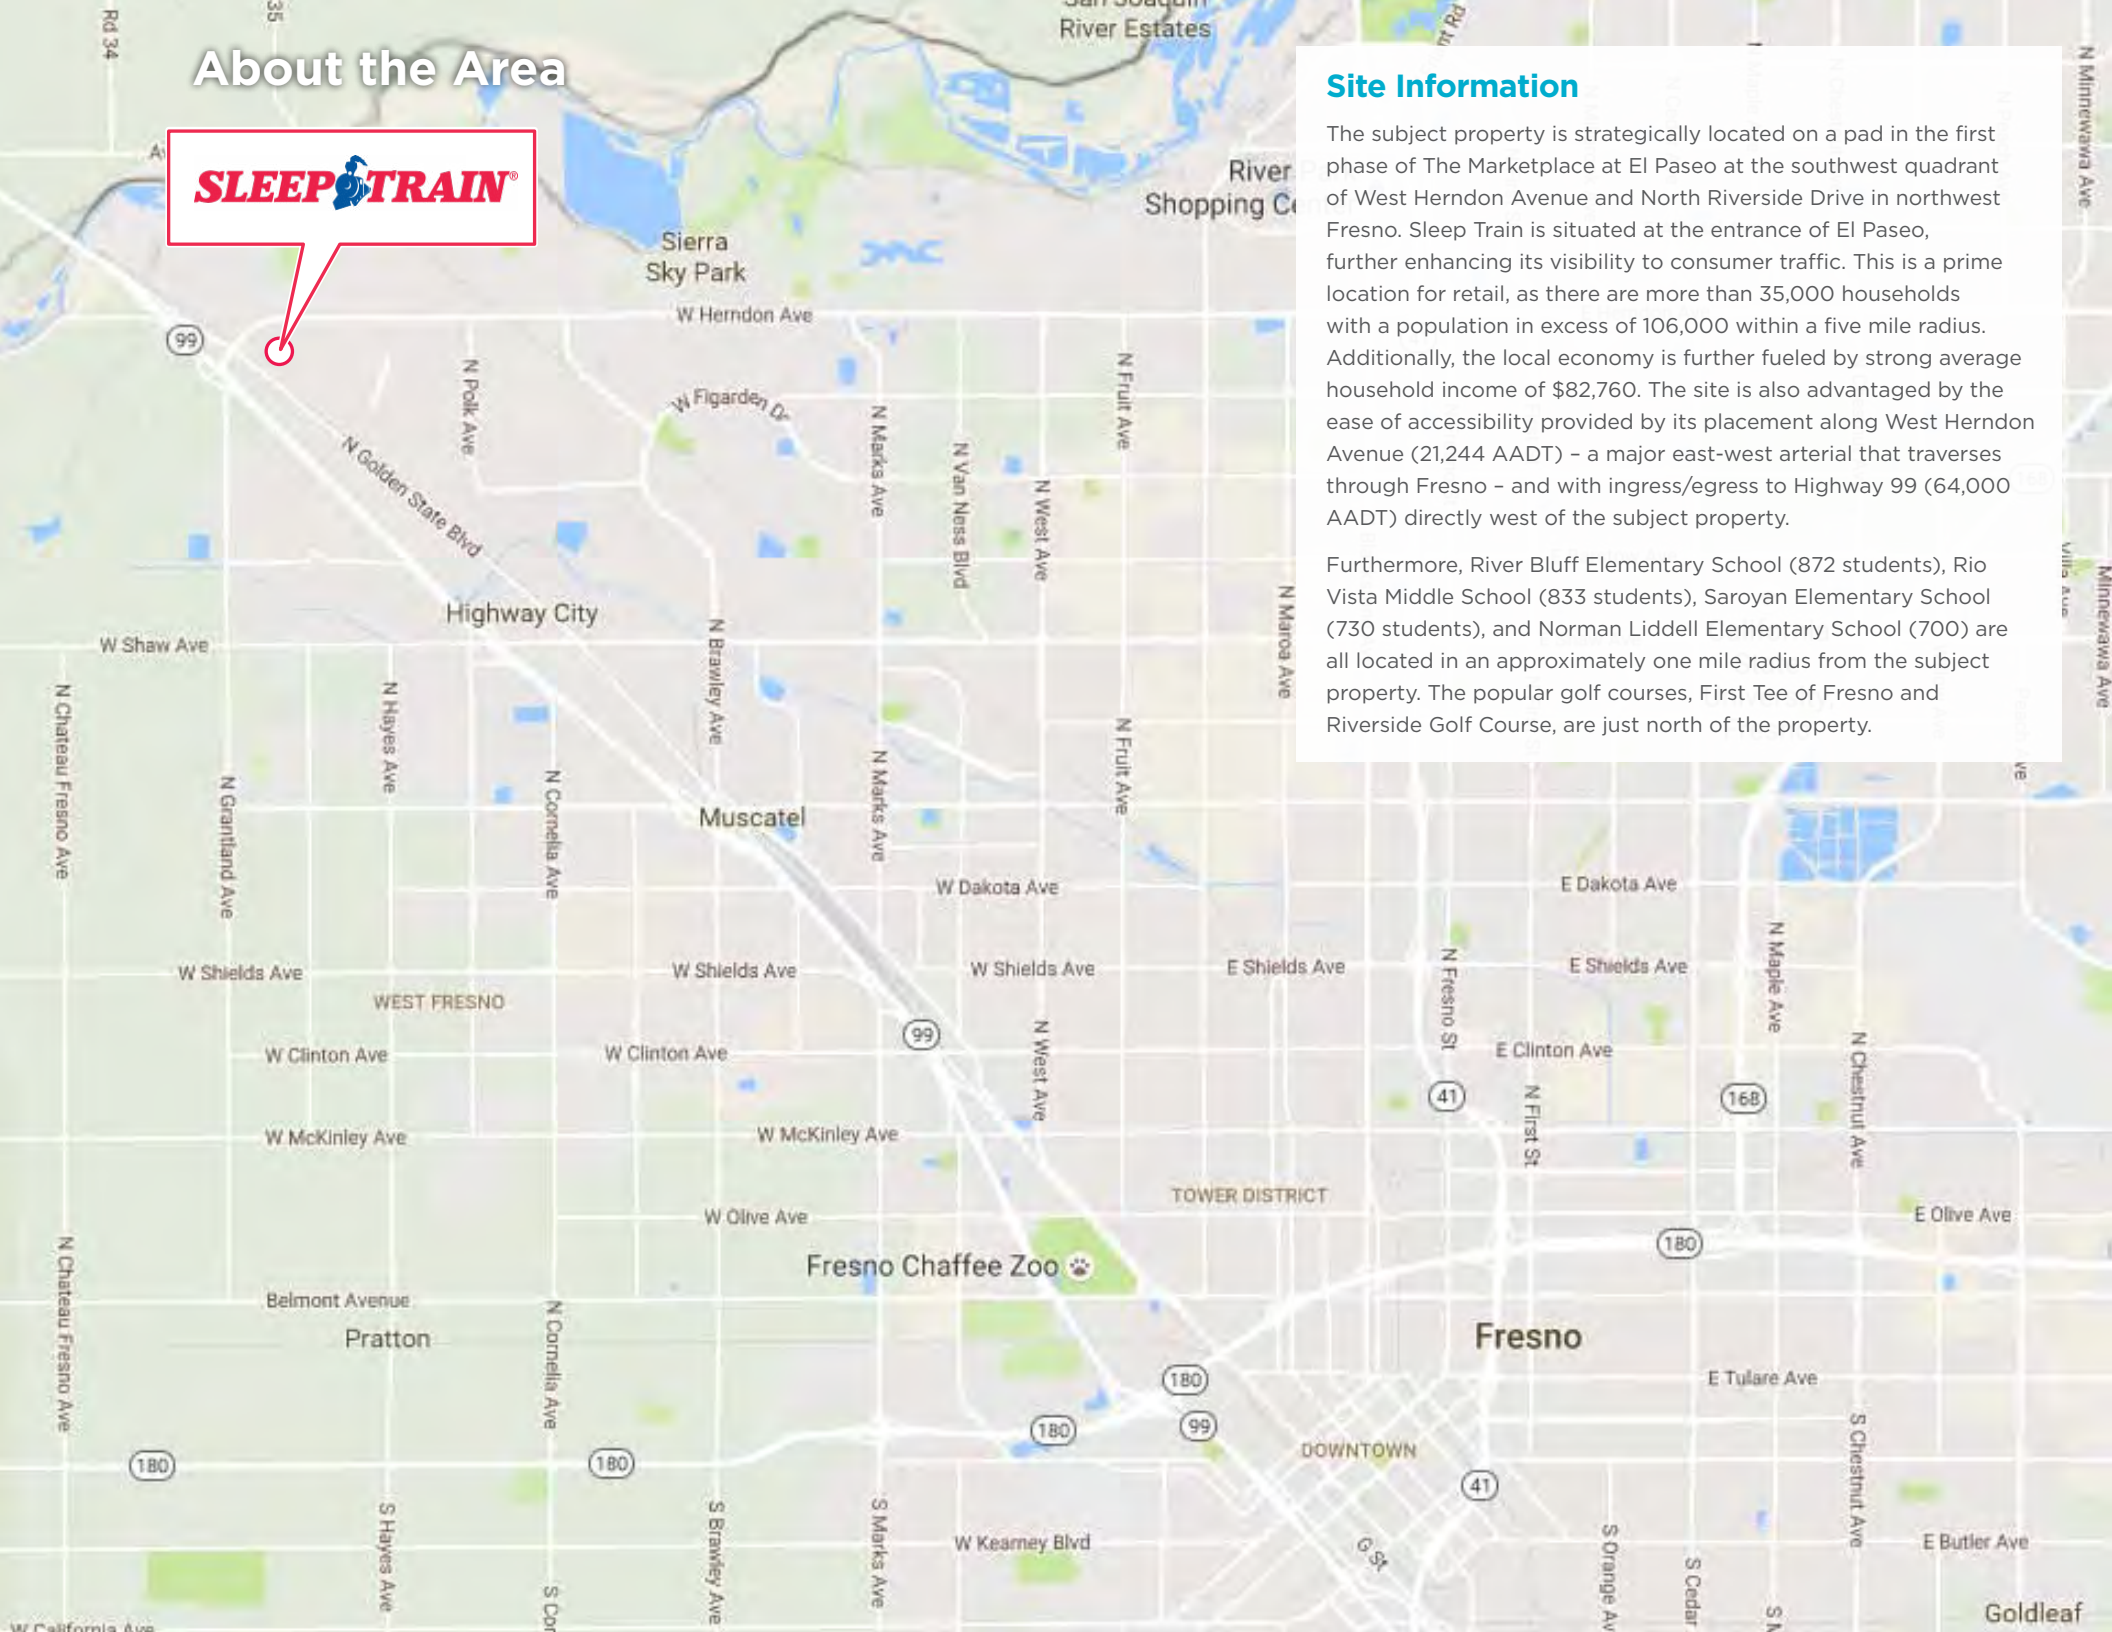 About the Area
SLEEP TRAIN®
Site Information
The subject property is strategically located on a pad in the first
phase of The Marketplace at El Paseo at the southwest quadrant
of West Herndon Avenue and North Riverside Drive in northwest
Fresno. Sleep Train is situated at the entrance of El Paseo,
further enhancing its visibility to consumer traffic. This is a prime
location for retail, as there are more than 35,000 households
with a population in excess of 106,000 within a five mile radius.
Additionally, the local economy is further fueled by strong average
household income of $82,760. The site is also advantaged by the
ease of accessibility provided by its placement along West Herndon
Avenue (21,244 AADT) – a major east-west arterial that traverses
through Fresno – and with ingress/egress to Highway 99 (64,000
AADT) directly west of the subject property.
Furthermore, River Bluff Elementary School (872 students), Rio
Vista Middle School (833 students), Saroyan Elementary School
(730 students), and Norman Liddell Elementary School (700) are
all located in an approximately one mile radius from the subject
property. The popular golf courses, First Tee of Fresno and
Riverside Golf Course, are just north of the property.
Rd 34
35
San Joaquin
River Estates
River
Shopping
N Minnewawa Ave
Sierra
Sky Park
W Herndon Ave
99
N Polk Ave
W Figarden Dr
N Marks Ave
N Fruit Ave
N Golden State Blvd
N Van Ness Blvd
N West Ave
Highway City
W Shaw Ave
N Maroa Ave
Minnewawa Ave
N Brawley Ave
N Chateau Fresno Ave
N Hayes Ave
N Fruit Ave
N Grantland Ave
N Cornelia Ave
N Marks Ave
Muscatel
W Dakota Ave
E Dakota Ave
W Shields Ave
W Shields Ave
W Shields Ave
E Shields Ave
E Shields Ave
N Fresno St
N Maple Ave
WEST FRESNO
99
N West Ave
W Clinton Ave
W Clinton Ave
E Clinton Ave
N Chestnut Ave
41
N First St
168
W McKinley Ave
W McKinley Ave
TOWER DISTRICT
W Olive Ave
E Olive Ave
180
N Chateau Fresno Ave
Fresno Chaffee Zoo
Belmont Avenue
Pratton
N Cornelia Ave
Fresno
180
E Tulare Ave
180
99
DOWNTOWN
S Chestnut Ave
180
180
41
S Hayes Ave
S Brawley Ave
S Marks Ave
W Kearney Blvd
G St
S Orange Av
E Butler Ave
S Cedar
S Cor
Goldleaf
W California Ave